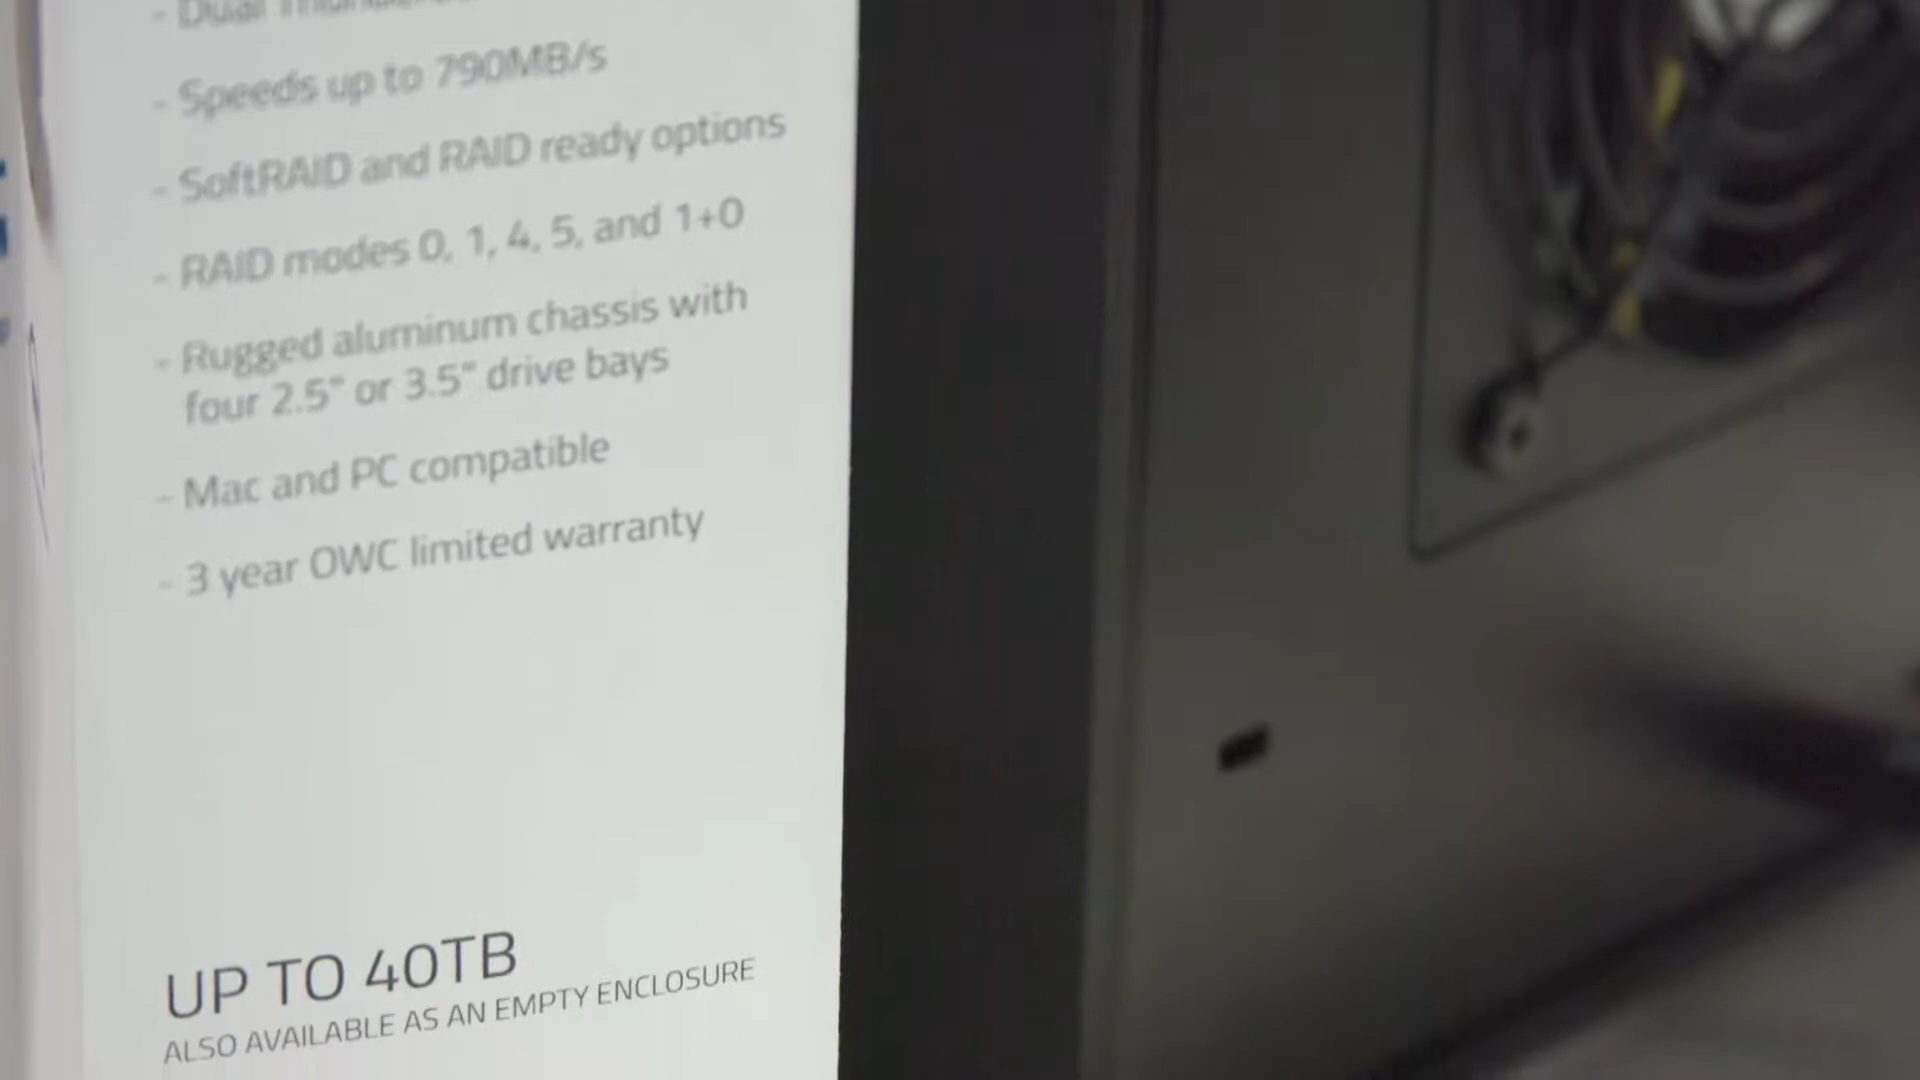 - Dual
- Speeds up to 790MB/s
- SoftRAID and RAID ready options
- RAID modes 0, 1, 4, 5, and 1+0
- Rugged aluminum chassis with
four 2.5" or 3.5" drive bays
- Mac and PC compatible
- 3 year OWC limited warranty
UP TO 40TB
ALSO AVAILABLE AS AN EMPTY ENCLOSURE